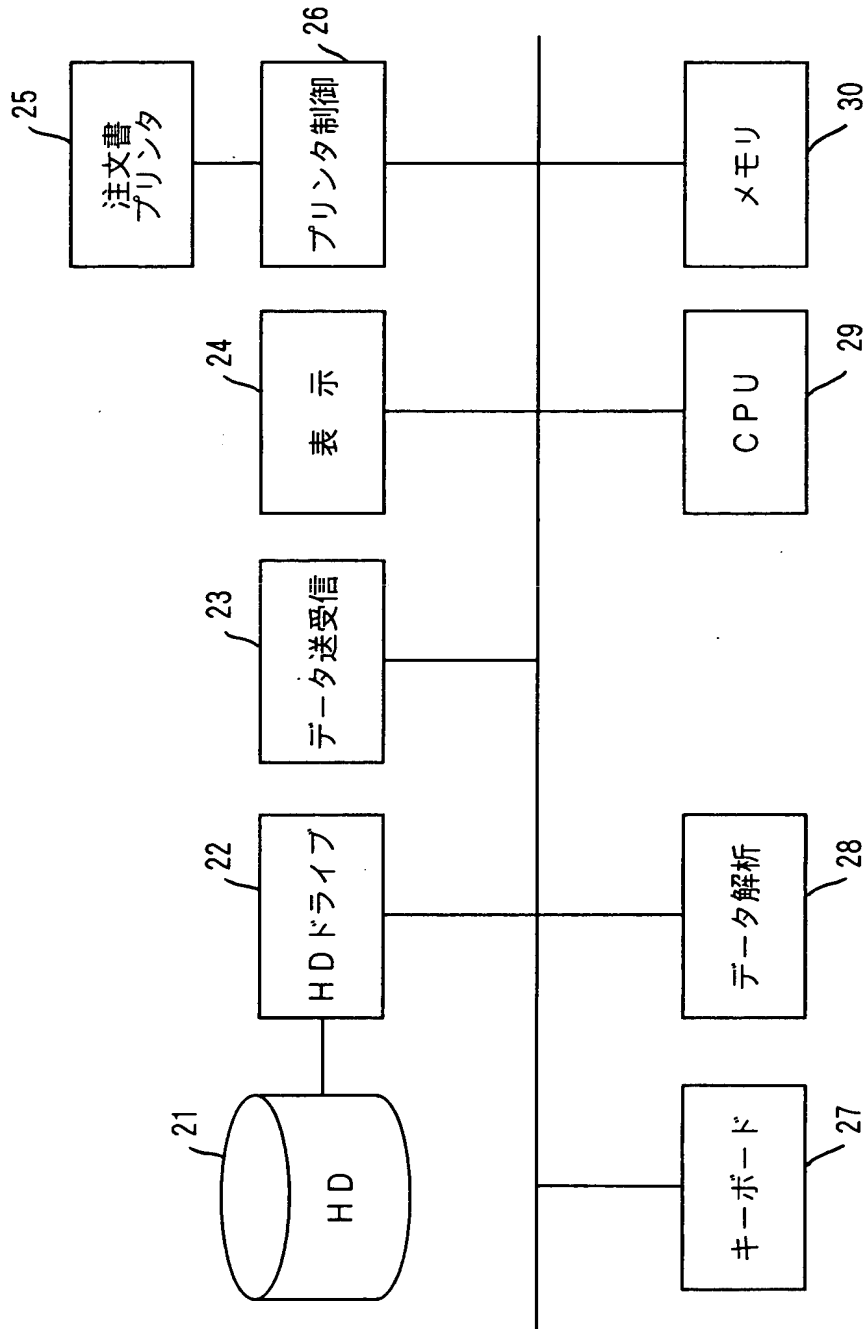 21
HD
22
HDドライブ
23
データ送受信
24
表 示
25
注文書
プリンタ
26
プリンタ制御
27
キーボード
28
データ解析
29
CPU
30
メモリ